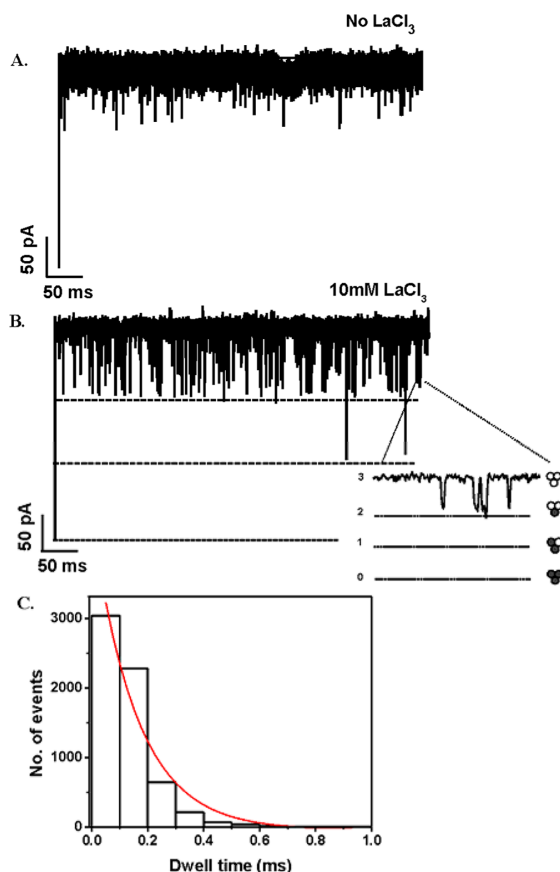 No LaCl3
A.
50 pA
50 ms
10mM LaCl3
B.
3
2
1
0
50 pA
50 ms
C.
3000
2000
1000
0
No. of events
0.0 0.2 0.4 0.6 0.8 1.0
Dwell time (ms)